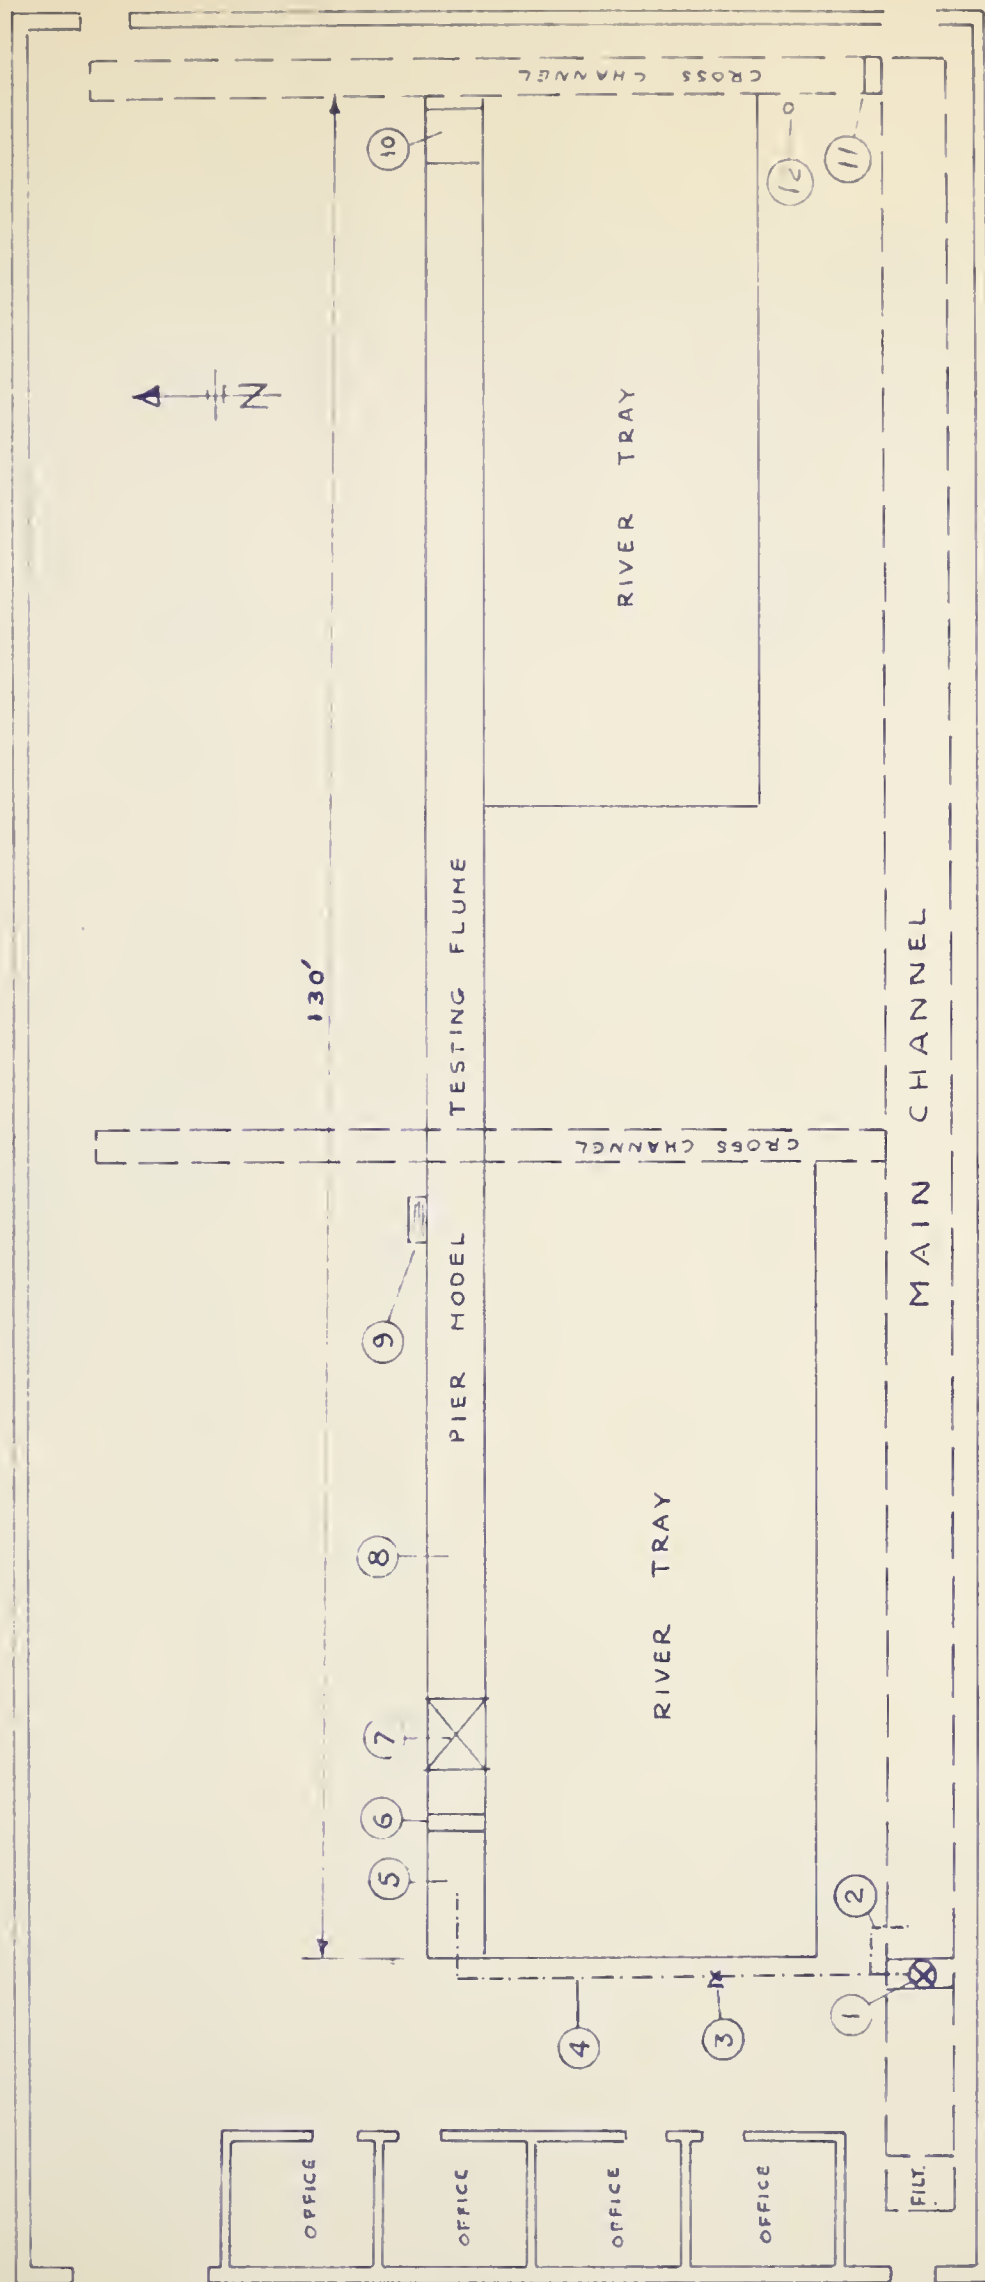 CROSS CHANNEL
10
12
11
N
RIVER TRAY
130'
PIER MODEL TESTING FLUME
CROSS CHANNEL
MAIN CHANNEL
9
8
RIVER TRAY
7
6
5
2
1
4
3
OFFICE
OFFICE
OFFICE
OFFICE
FILT.